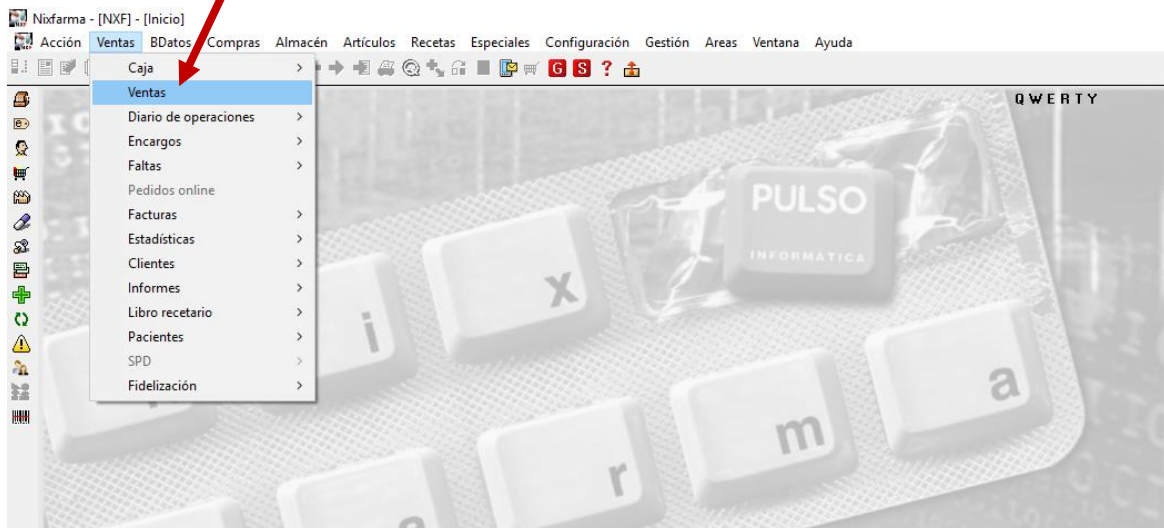 Nixfarma - [NXF] - [Inicio]
Acción Ventas BDatos Compras Almacén Artículos Recetas Especiales Configuración Gestión Areas Ventana Ayuda
G S ?
Caja
Ventas
Diario de operaciones
Encargos
Faltas
Pedidos online
Facturas
Estadísticas
Clientes
Informes
Libro recetario
Pacientes
SPD
Fidelización
QWERTY
PULSO
INFORMÁTICA
i x
r m a